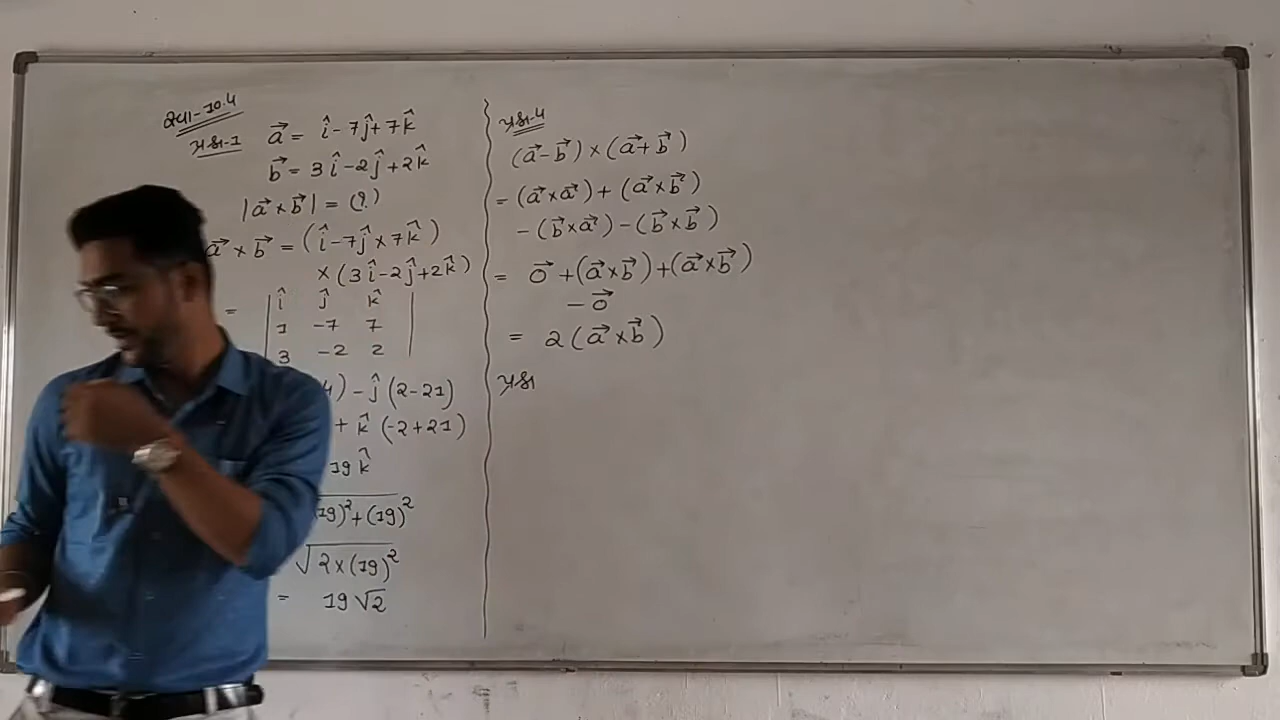 પ્રશ્ન-1 a⃗ = î - 7ĵ + 7k̂
b⃗ = 3î - 2ĵ + 2k̂
|a⃗ × b⃗| = (?)
a⃗ × b⃗ = (î - 7ĵ × 7k̂)
× (3î - 2ĵ + 2k̂)
= | î ĵ k̂ |
1 -7 7
3 -2 2
4) - ĵ (2-21)
+ k̂ (-2+21)
19 k̂
19)² + (19)²
√2×(19)²
= 19√2
પ્રશ્ન-4
(a⃗ - b⃗) × (a⃗ + b⃗)
= (a⃗ × a⃗) + (a⃗ × b⃗)
- (b⃗ × a⃗) - (b⃗ × b⃗)
= 0⃗ + (a⃗ × b⃗) + (a⃗ × b⃗)
- 0⃗
= 2 (a⃗ × b⃗)
પ્રશ્ન